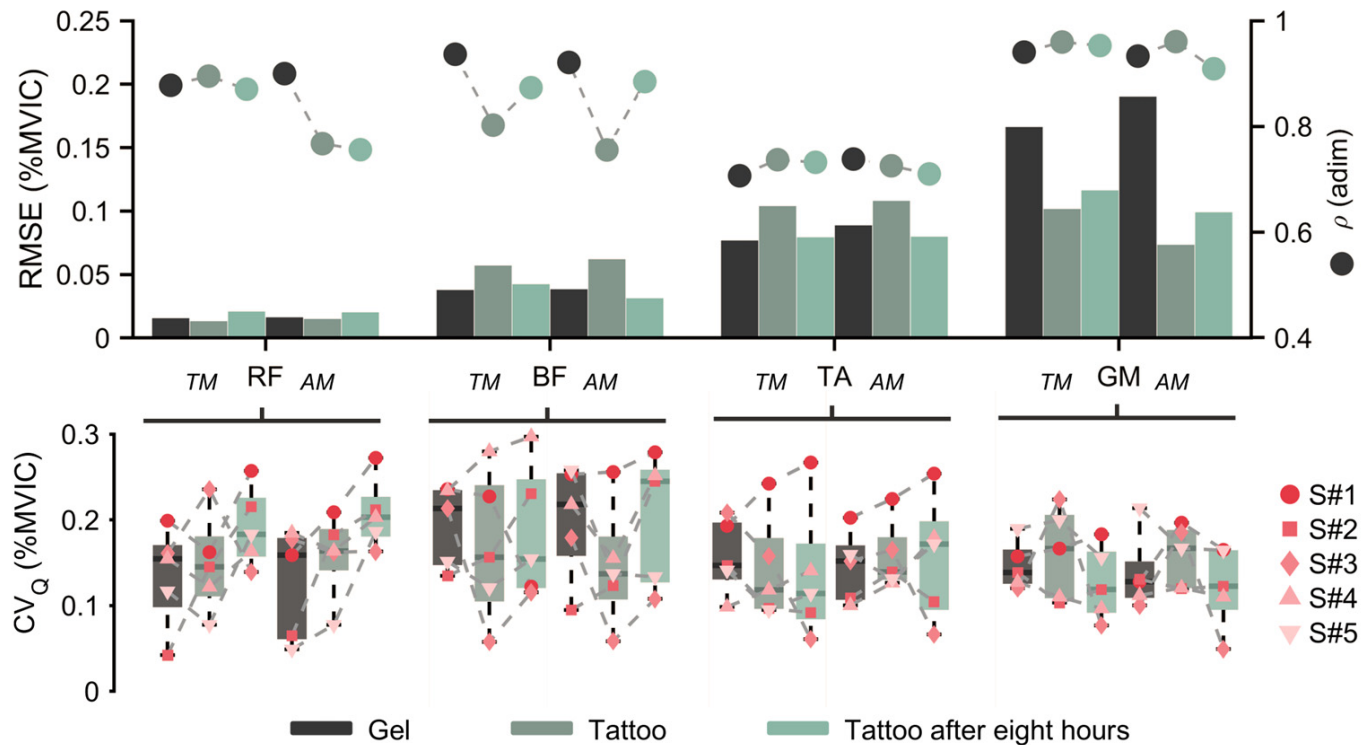 0.25
0.2
0.15
0.1
0.05
0
RMSE (%MVIC)
1
0.8
0.6
0.4
ρ (adim)
TM RF AM
TM BF AM
TM TA AM
TM GM AM
0.3
0.2
0.1
0
CV_Q (%MVIC)
S#1
S#2
S#3
S#4
S#5
Gel
Tattoo
Tattoo after eight hours